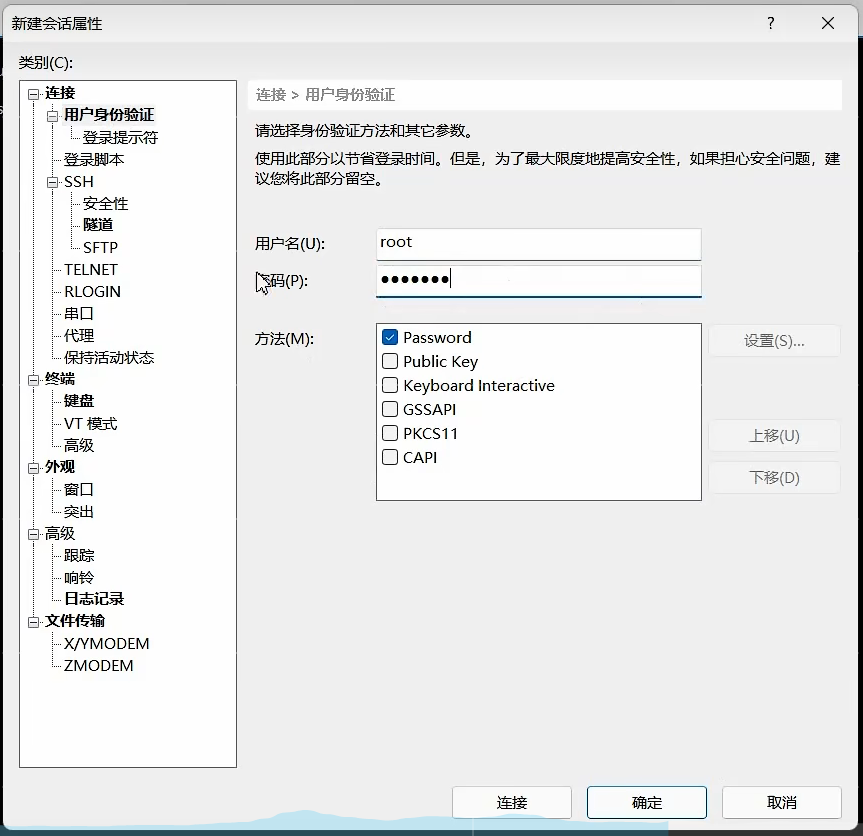 新建会话属性
?
类别(C):
连接
用户身份验证
登录提示符
登录脚本
SSH
安全性
隧道
SFTP
TELNET
RLOGIN
串口
代理
保持活动状态
终端
键盘
VT 模式
高级
外观
窗口
突出
高级
跟踪
响铃
日志记录
文件传输
X/YMODEM
ZMODEM
连接 > 用户身份验证
请选择身份验证方法和其它参数。
使用此部分以节省登录时间。但是，为了最大限度地提高安全性，如果担心安全问题，建
议您将此部分留空。
用户名(U):
root
码(P):
●●●●●●●
方法(M):
Password
Public Key
Keyboard Interactive
GSSAPI
PKCS11
CAPI
设置(S)...
上移(U)
下移(D)
连接
确定
取消